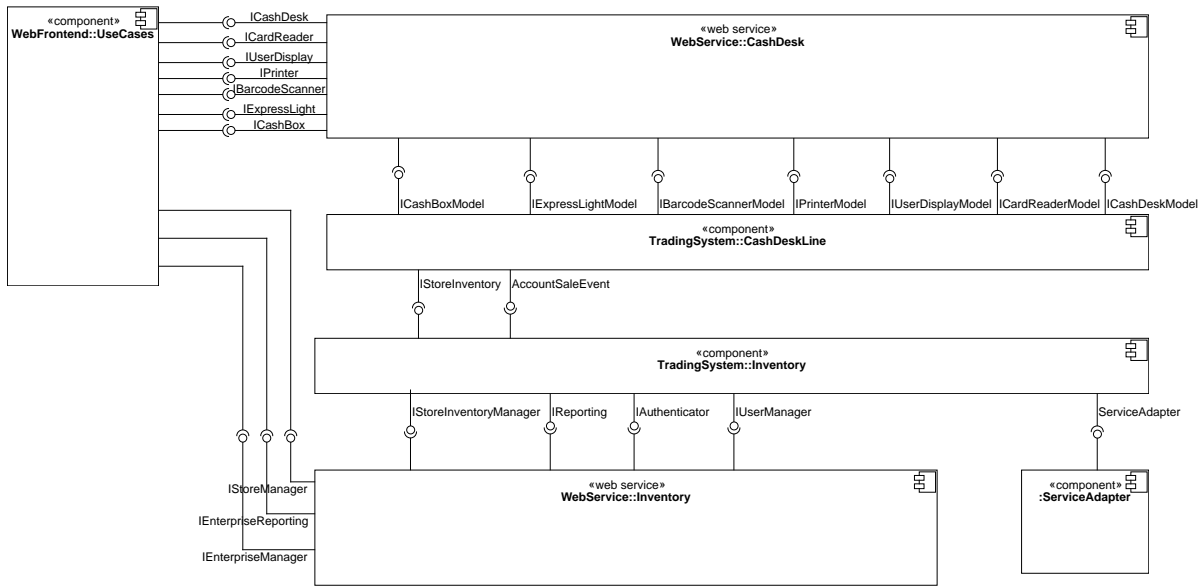 «component»
WebFrontend::UseCases
ICashDesk
ICardReader
IUserDisplay
IPrinter
IBarcodeScanner
IExpressLight
ICashBox
«web service»
WebService::CashDesk
ICashBoxModel
IExpressLightModel
IBarcodeScannerModel
IPrinterModel
IUserDisplayModel
ICardReaderModel
ICashDeskModel
«component»
TradingSystem::CashDeskLine
IStoreInventory
AccountSaleEvent
«component»
TradingSystem::Inventory
IStoreInventoryManager
IReporting
IAuthenticator
IUserManager
ServiceAdapter
IStoreManager
IEnterpriseReporting
IEnterpriseManager
«web service»
WebService::Inventory
«component»
:ServiceAdapter